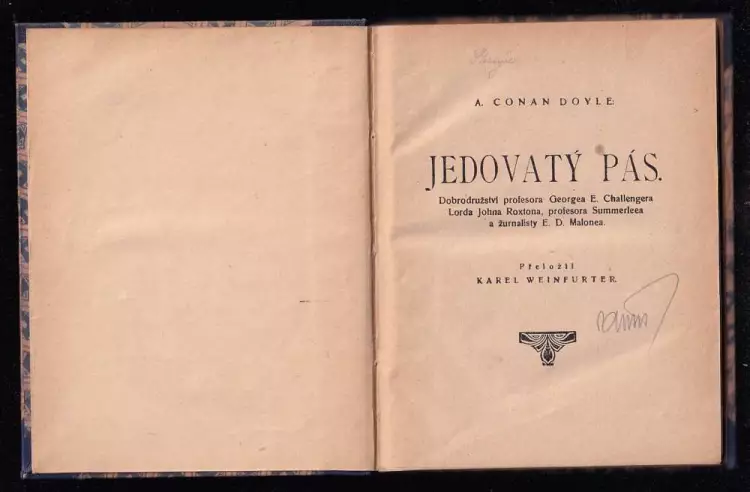 A. CONAN DOYLE
JEDOVATÝ PÁS.
Dobrodružství profesora Georgea E. Challengera
Lorda Johna Roxtona, profesora Summerleea
a žurnalisty E. D. Malonea.
Přeložil
KAREL WEINFURTER.